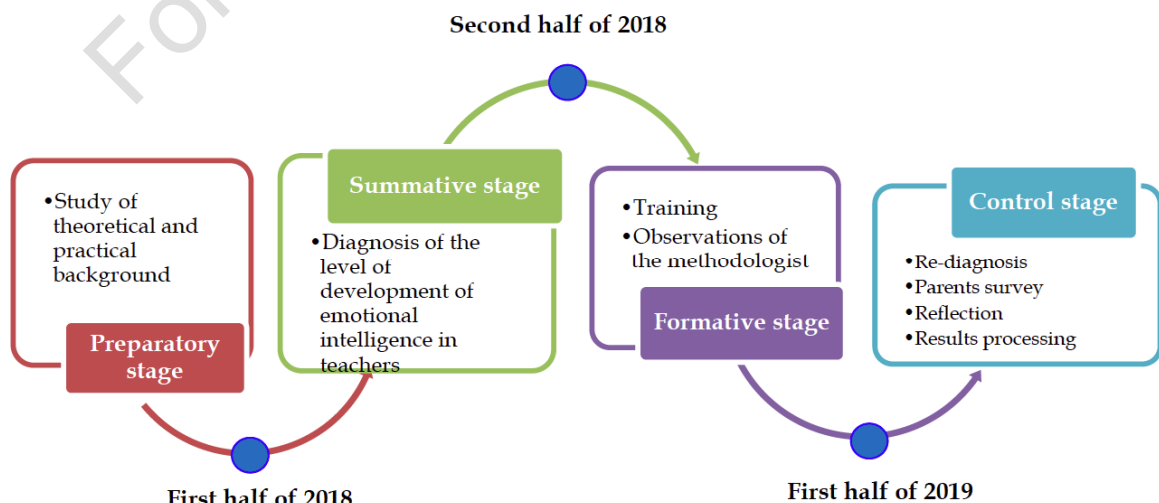 Second half of 2018
•Study of
theoretical and
practical
background
Preparatory
stage
Summative stage
•Diagnosis of the
level of
development of
emotional
intelligence in
teachers
•Training
•Observations of
the methodologist
Formative stage
Control stage
•Re-diagnosis
•Parents survey
•Reflection
•Results processing
First half of 2018
First half of 2019